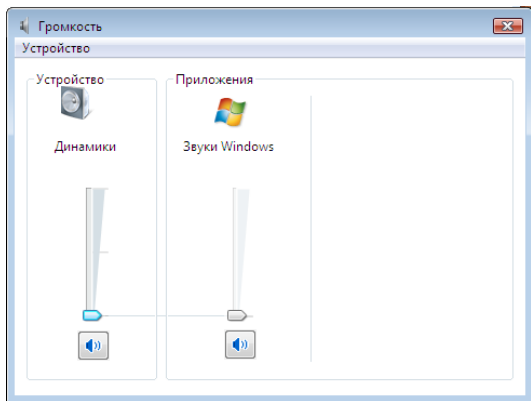 Громкость
Устройство
Устройство
Приложения
Динамики
Звуки Windows